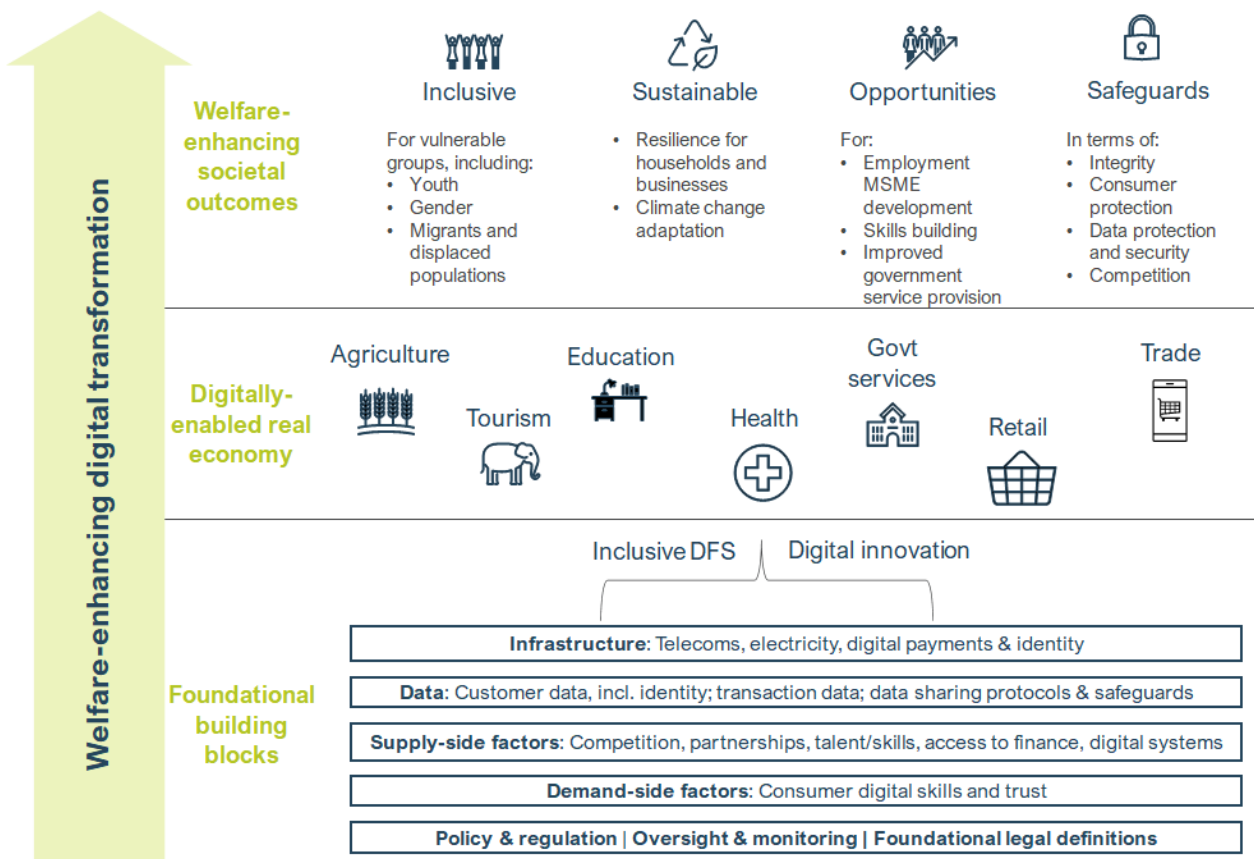 Welfare-enhancing digital transformation
Welfare-
enhancing
societal
outcomes
Inclusive
For vulnerable
groups, including:
• Youth
• Gender
• Migrants and
displaced
populations
Sustainable
• Resilience for
households and
businesses
• Climate change
adaptation
Opportunities
For:
• Employment
MSME
development
• Skills building
• Improved
government
service provision
Safeguards
In terms of:
• Integrity
• Consumer
protection
• Data protection
and security
• Competition
Digitally-
enabled real
economy
Agriculture
Tourism
Education
Health
Govt
services
Retail
Trade
Foundational
building
blocks
Inclusive DFS
Digital innovation
Infrastructure: Telecoms, electricity, digital payments & identity
Data: Customer data, incl. identity; transaction data; data sharing protocols & safeguards
Supply-side factors: Competition, partnerships, talent/skills, access to finance, digital systems
Demand-side factors: Consumer digital skills and trust
Policy & regulation | Oversight & monitoring | Foundational legal definitions